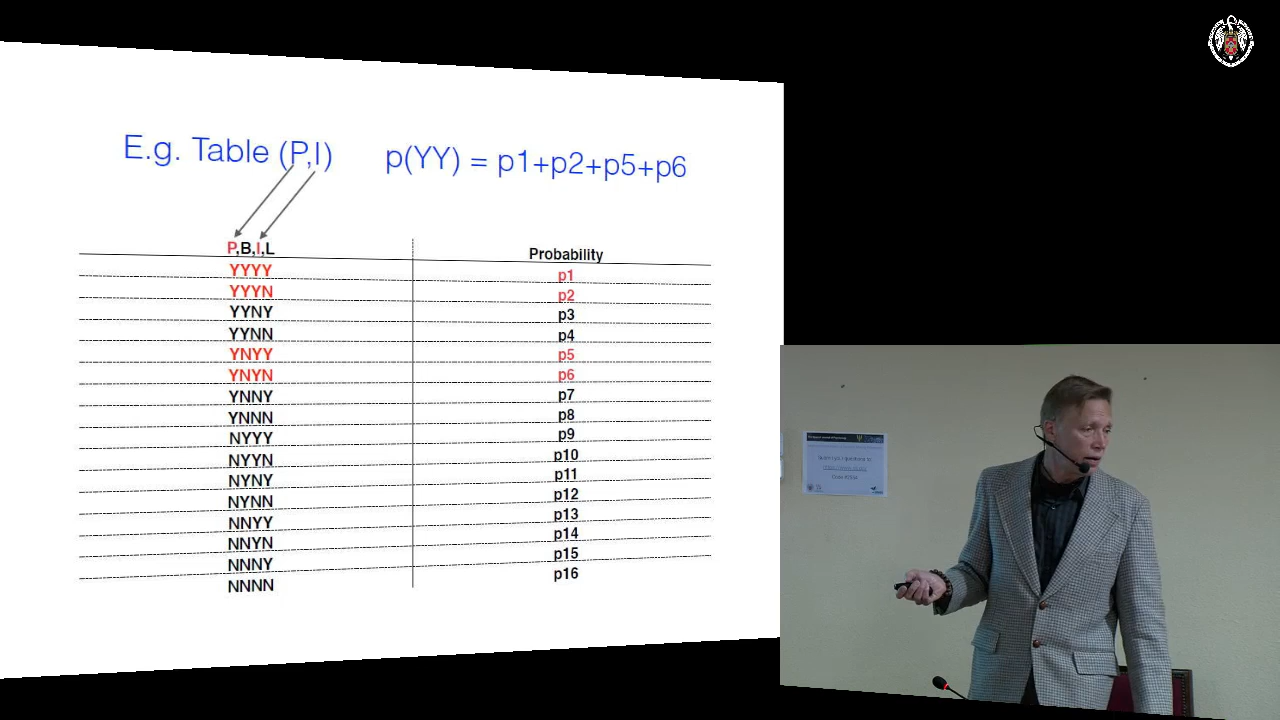 E.g. Table (P,I) p(YY) = p1+p2+p5+p6
P,B,I,L Probability
YYYY p1
YYYN p2
YYNY p3
YYNN p4
YNYY p5
YNYN p6
YNNY p7
YNNN p8
NYYY p9
NYYN p10
NYNY p11
NYNN p12
NNYY p13
NNYN p14
NNNY p15
NNNN p16